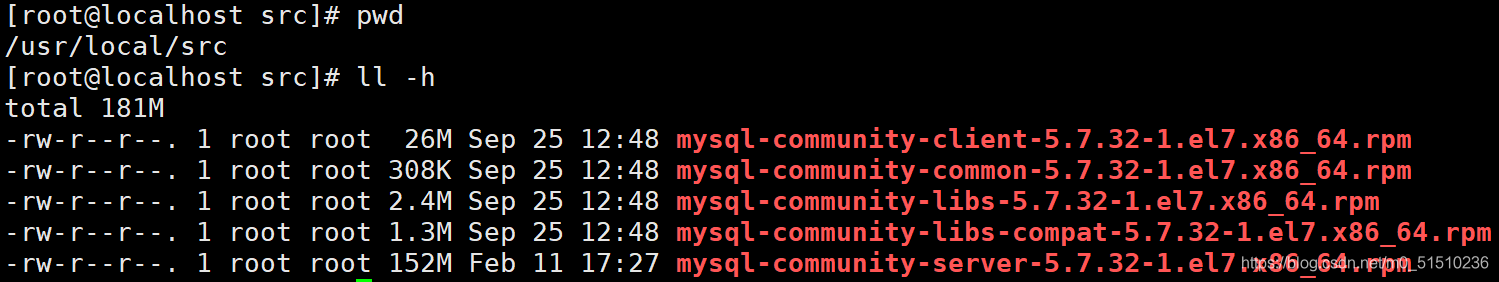 [root@localhost src]# pwd
/usr/local/src
[root@localhost src]# ll -h
total 181M
-rw-r--r--. 1 root root  26M Sep 25 12:48 mysql-community-client-5.7.32-1.el7.x86_64.rpm
-rw-r--r--. 1 root root 308K Sep 25 12:48 mysql-community-common-5.7.32-1.el7.x86_64.rpm
-rw-r--r--. 1 root root 2.4M Sep 25 12:48 mysql-community-libs-5.7.32-1.el7.x86_64.rpm
-rw-r--r--. 1 root root 1.3M Sep 25 12:48 mysql-community-libs-compat-5.7.32-1.el7.x86_64.rpm
-rw-r--r--. 1 root root 152M Feb 11 17:27 mysql-community-server-5.7.32-1.el7.x86_64.rpm
https://blog.csdn.net/m0_51510236